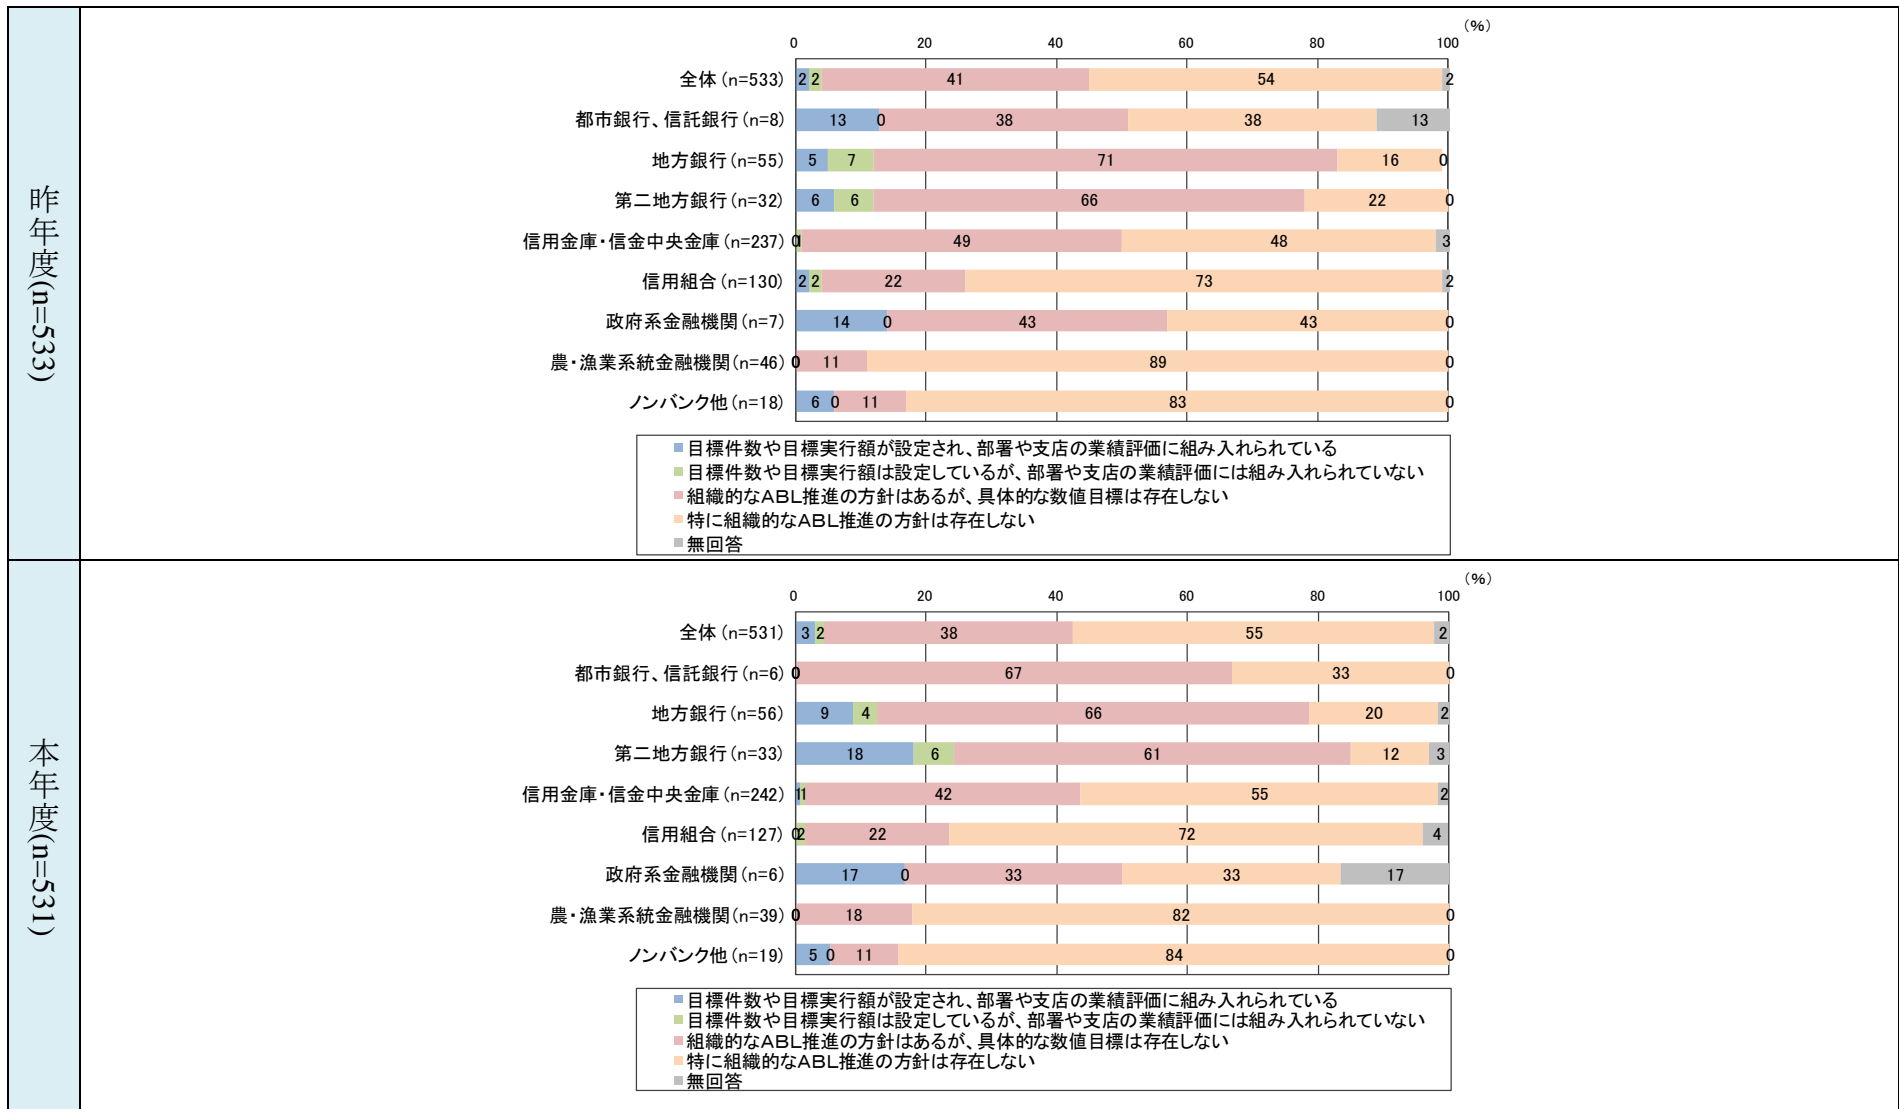 昨年度(n=533)
(%)
0 20 40 60 80 100
全体(n=533) 2 2 41 54 2
都市銀行、信託銀行(n=8) 13 0 38 38 13
地方銀行(n=55) 5 7 71 16 0
第二地方銀行(n=32) 6 6 66 22 0
信用金庫・信金中央金庫(n=237) 0 1 49 48 3
信用組合(n=130) 2 2 22 73 2
政府系金融機関(n=7) 14 0 43 43 0
農・漁業系統金融機関(n=46) 0 0 11 89 0
ノンバンク他(n=18) 6 0 11 83 0
目標件数や目標実行額が設定され、部署や支店の業績評価に組み入れられている
目標件数や目標実行額は設定しているが、部署や支店の業績評価には組み入れられていない
組織的なABL推進の方針はあるが、具体的な数値目標は存在しない
特に組織的なABL推進の方針は存在しない
無回答
本年度(n=531)
(%)
0 20 40 60 80 100
全体(n=531) 3 2 38 55 2
都市銀行、信託銀行(n=6) 0 0 67 33 0
地方銀行(n=56) 9 4 66 20 2
第二地方銀行(n=33) 18 6 61 12 3
信用金庫・信金中央金庫(n=242) 1 1 42 55 2
信用組合(n=127) 0 2 22 72 4
政府系金融機関(n=6) 17 0 33 33 17
農・漁業系統金融機関(n=39) 0 0 18 82 0
ノンバンク他(n=19) 5 0 11 84 0
目標件数や目標実行額が設定され、部署や支店の業績評価に組み入れられている
目標件数や目標実行額は設定しているが、部署や支店の業績評価には組み入れられていない
組織的なABL推進の方針はあるが、具体的な数値目標は存在しない
特に組織的なABL推進の方針は存在しない
無回答